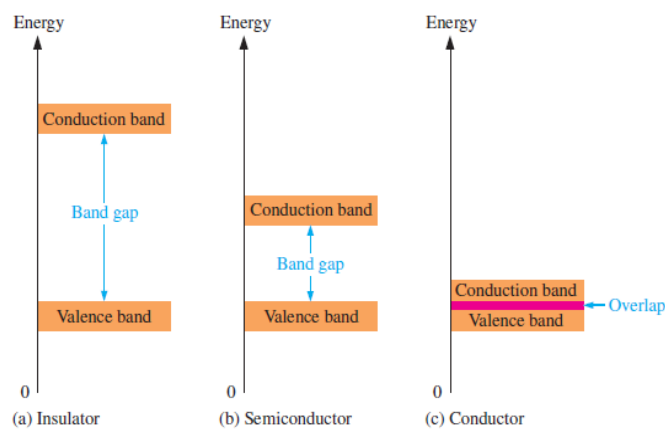 Energy
Conduction band
Band gap
Valence band
0
(a) Insulator
Energy
Conduction band
Band gap
Valence band
0
(b) Semiconductor
Energy
Conduction band
Overlap
Valence band
0
(c) Conductor